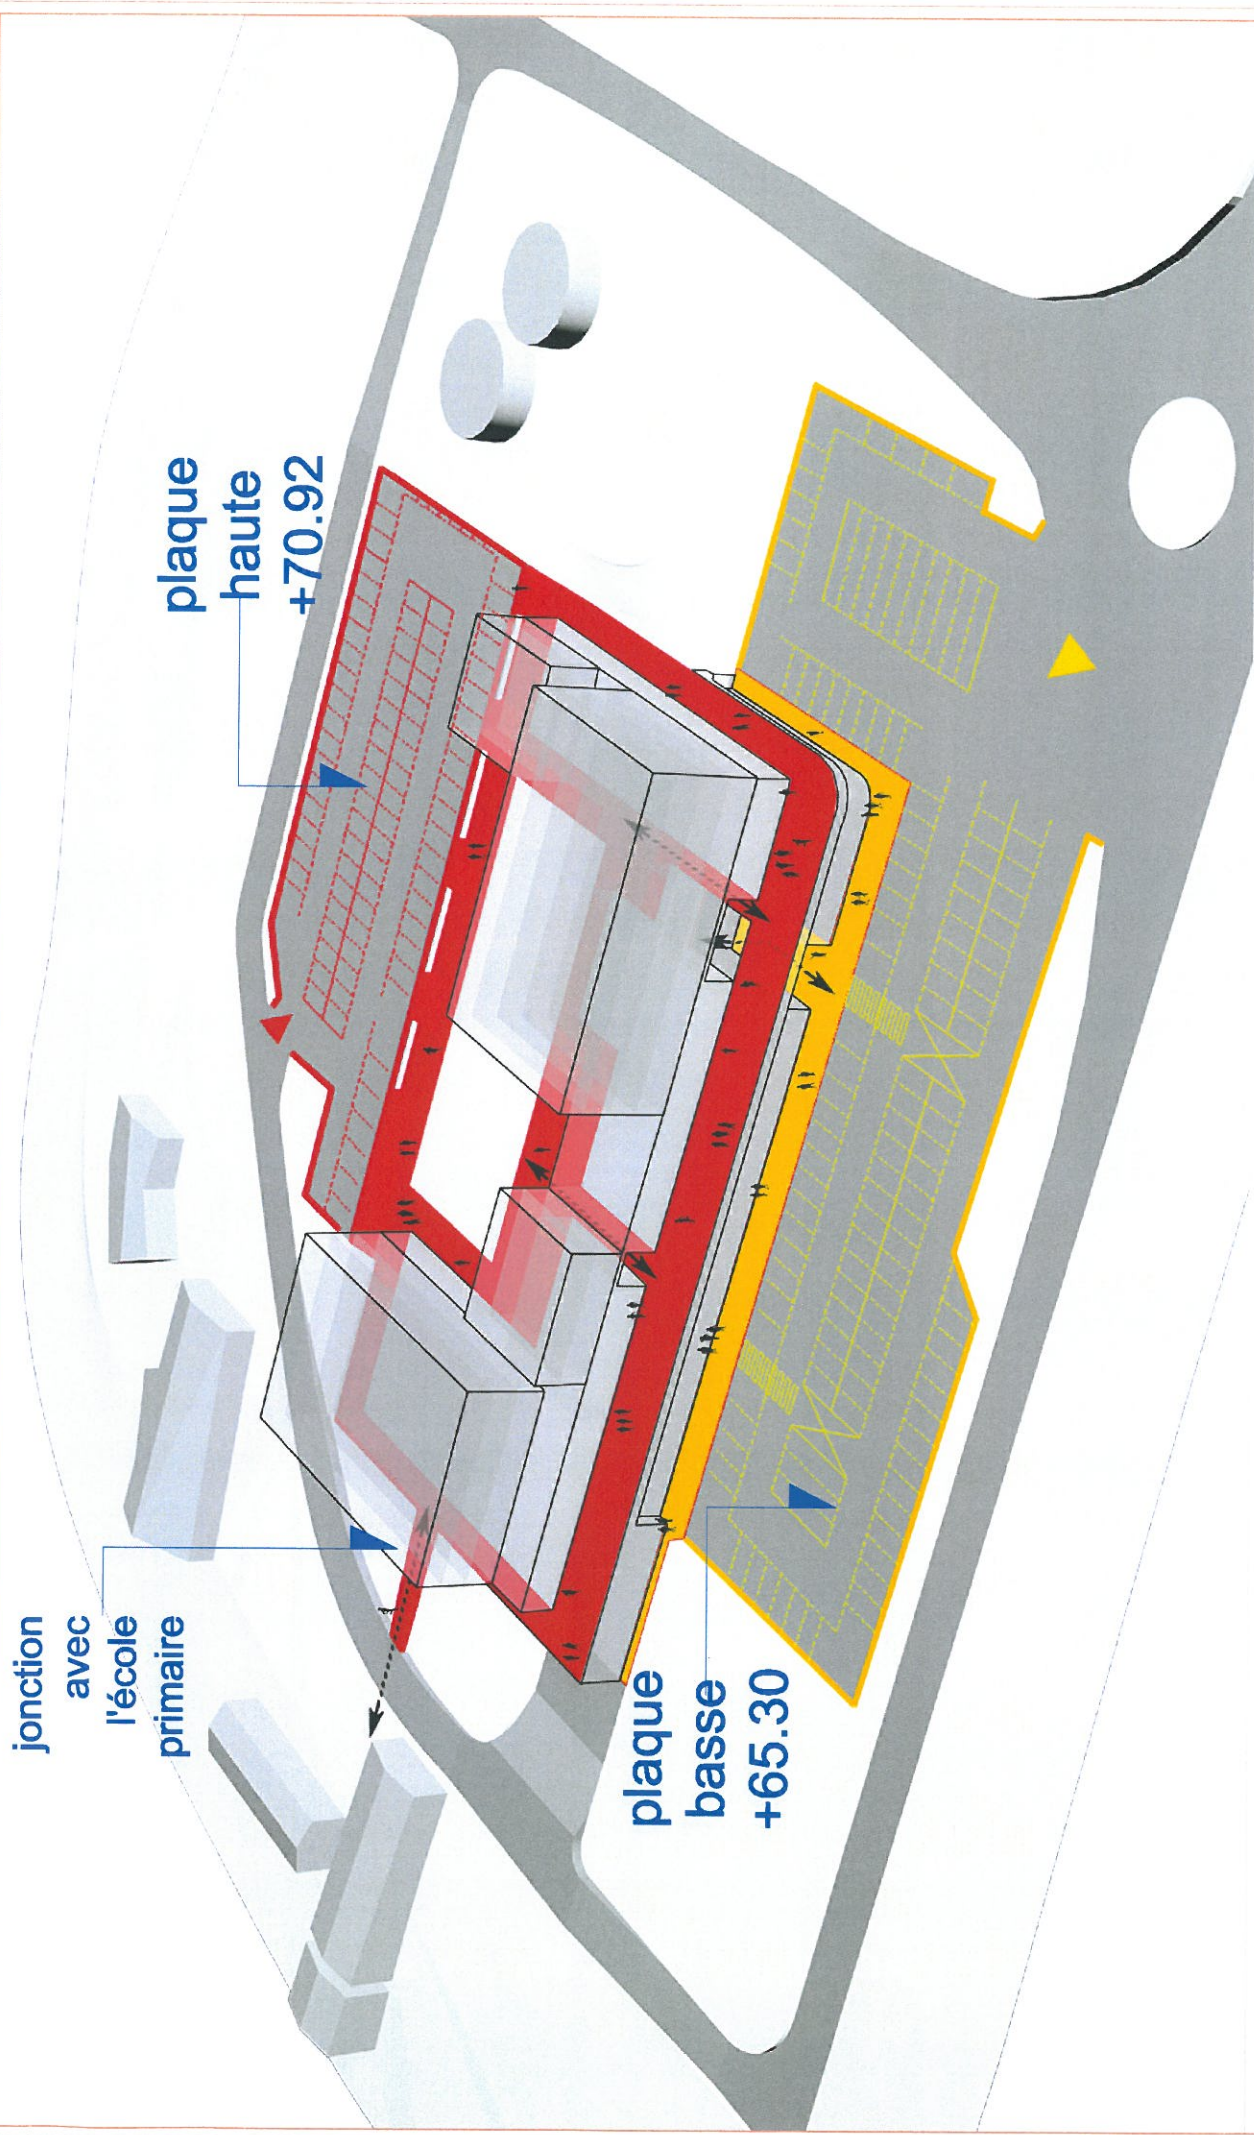 jonction
avec
l'école
primaire
plaque
haute
+70.92
plaque
basse
+65.30